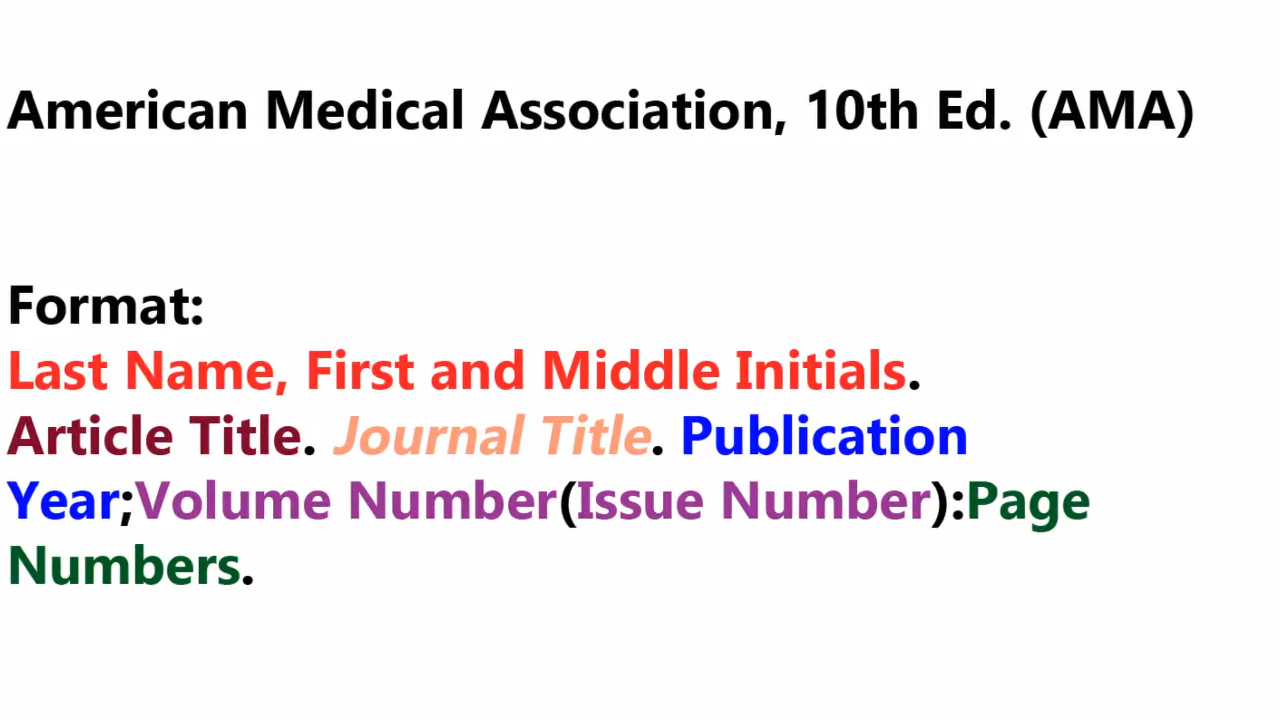 American Medical Association, 10th Ed. (AMA)
Format:
Last Name, First and Middle Initials.
Article Title. Journal Title. Publication
Year;Volume Number(Issue Number):Page
Numbers.